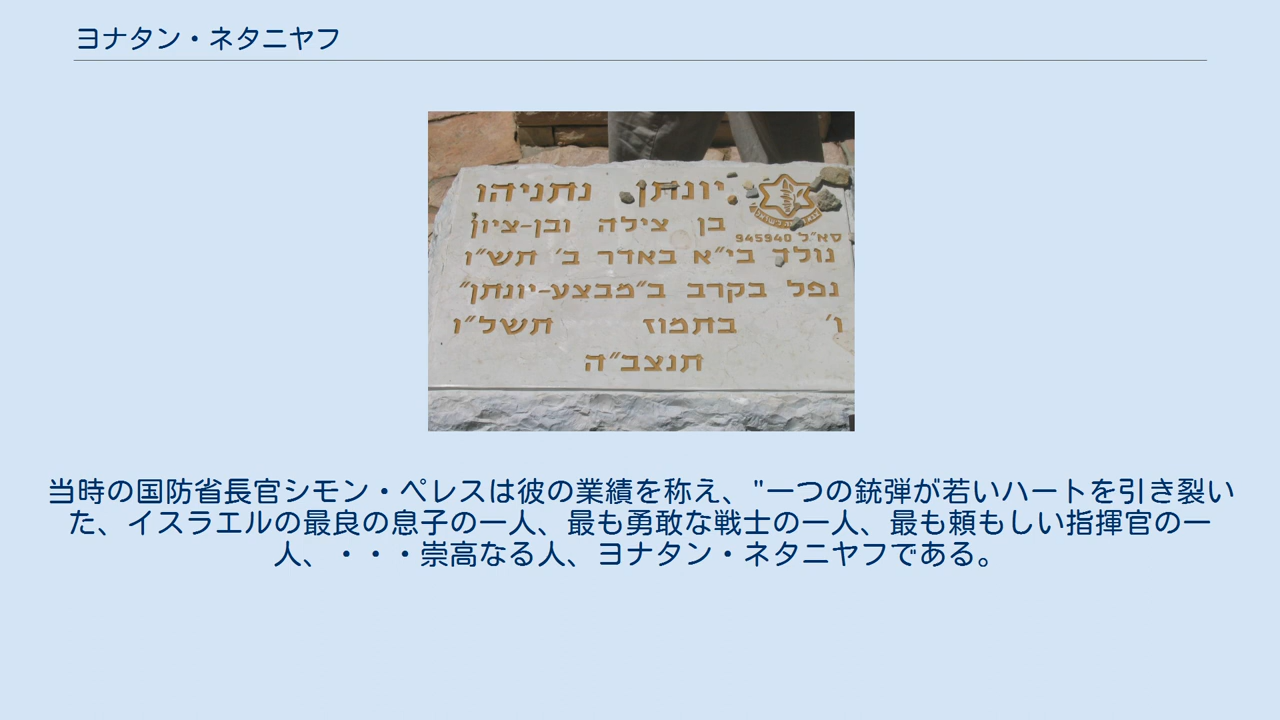 ヨナタン・ネタニヤフ
יונתן נתניהו
בן צילה ובן-ציון
סא"ל 945940
נולד בי"א באדר ב' תש"ו
נפל בקרב ב"מבצע-יונתן"
ו' בתמוז תשל"ו
תנצב"ה
当時の国防省長官シモン・ペレスは彼の業績を称え、"一つの銃弾が若いハートを引き裂い
た、イスラエルの最良の息子の一人、最も勇敢な戦士の一人、最も頼もしい指揮官の一
人、・・・崇高なる人、ヨナタン・ネタニヤフである。